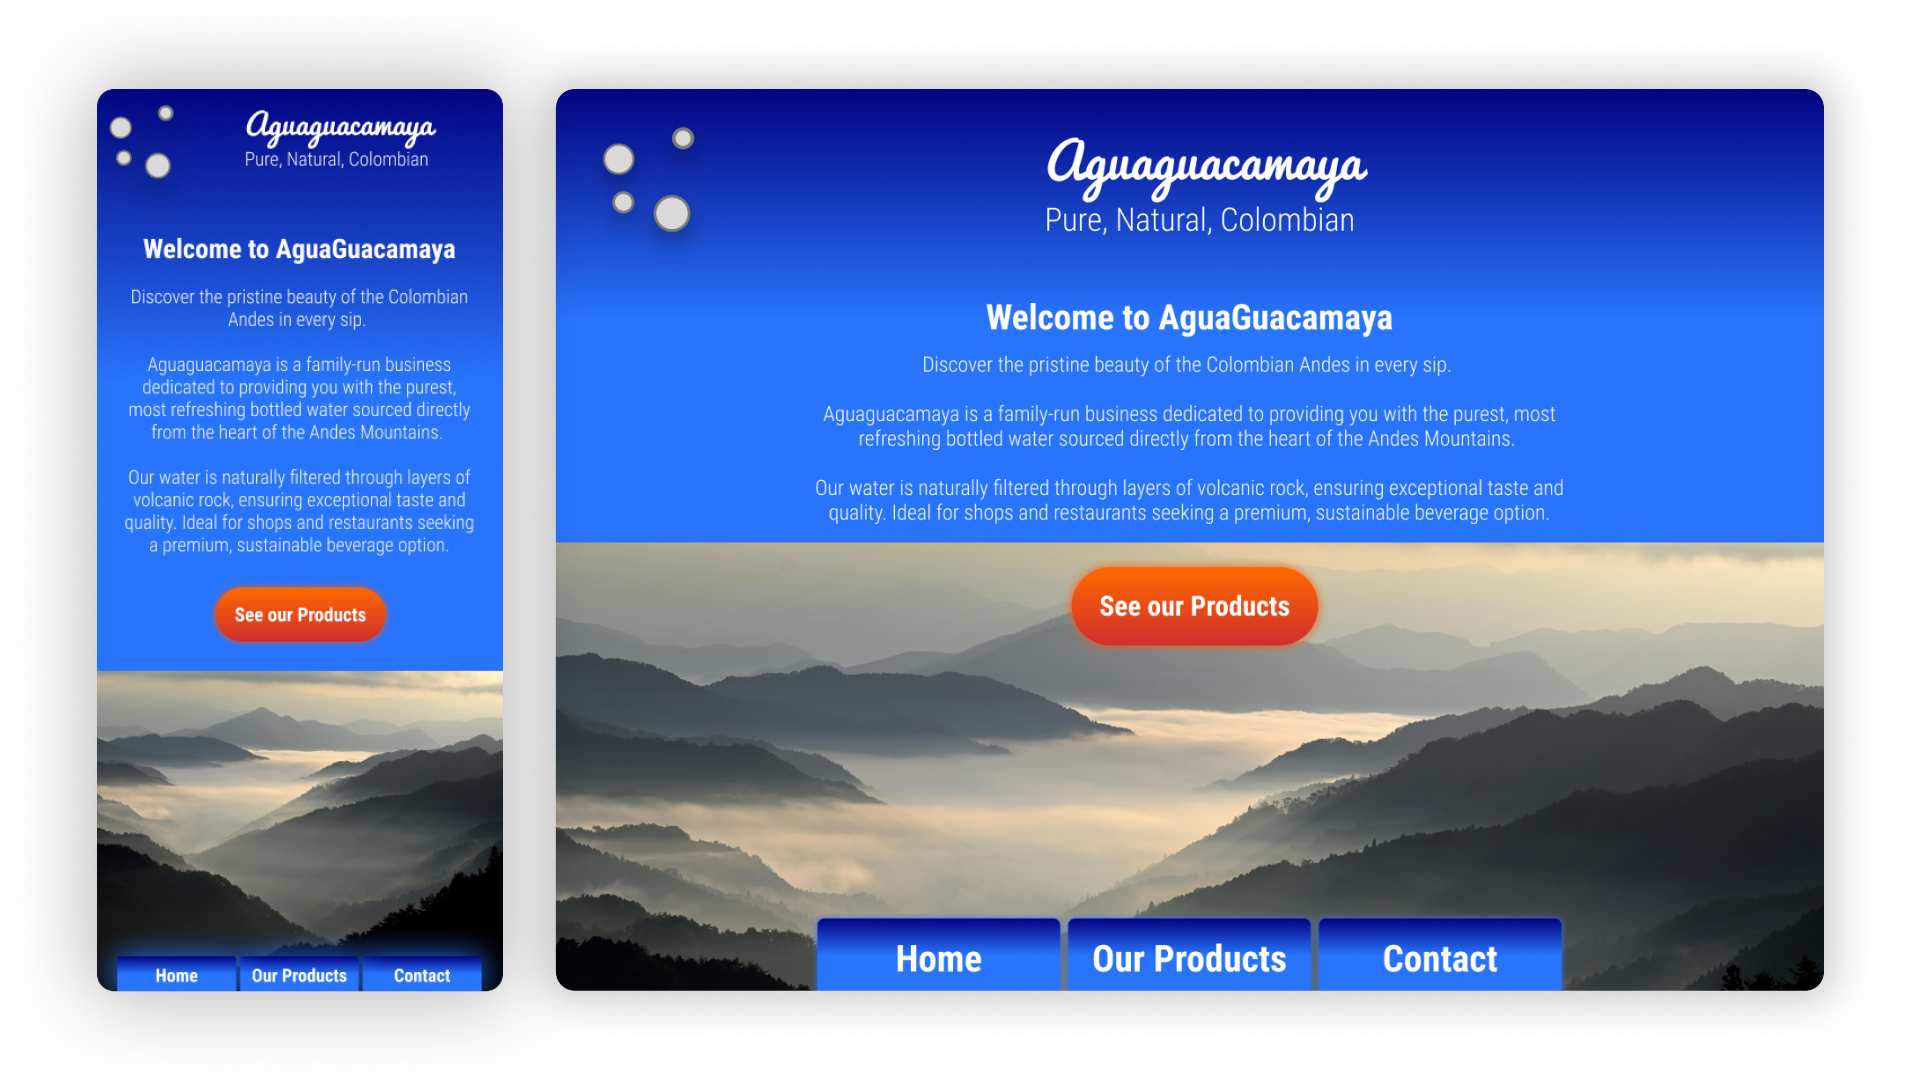 Aguaguacamaya
Pure, Natural, Colombian
Welcome to AguaGuacamaya
Discover the pristine beauty of the Colombian
Andes in every sip.
Aguaguacamaya is a family-run business
dedicated to providing you with the purest,
most refreshing bottled water sourced directly
from the heart of the Andes Mountains.
Our water is naturally filtered through layers of
volcanic rock, ensuring exceptional taste and
quality. Ideal for shops and restaurants seeking
a premium, sustainable beverage option.
See our Products
Home
Our Products
Contact
Aguaguacamaya
Pure, Natural, Colombian
Welcome to AguaGuacamaya
Discover the pristine beauty of the Colombian Andes in every sip.
Aguaguacamaya is a family-run business dedicated to providing you with the purest, most
refreshing bottled water sourced directly from the heart of the Andes Mountains.
Our water is naturally filtered through layers of volcanic rock, ensuring exceptional taste and
quality. Ideal for shops and restaurants seeking a premium, sustainable beverage option.
See our Products
Home
Our Products
Contact